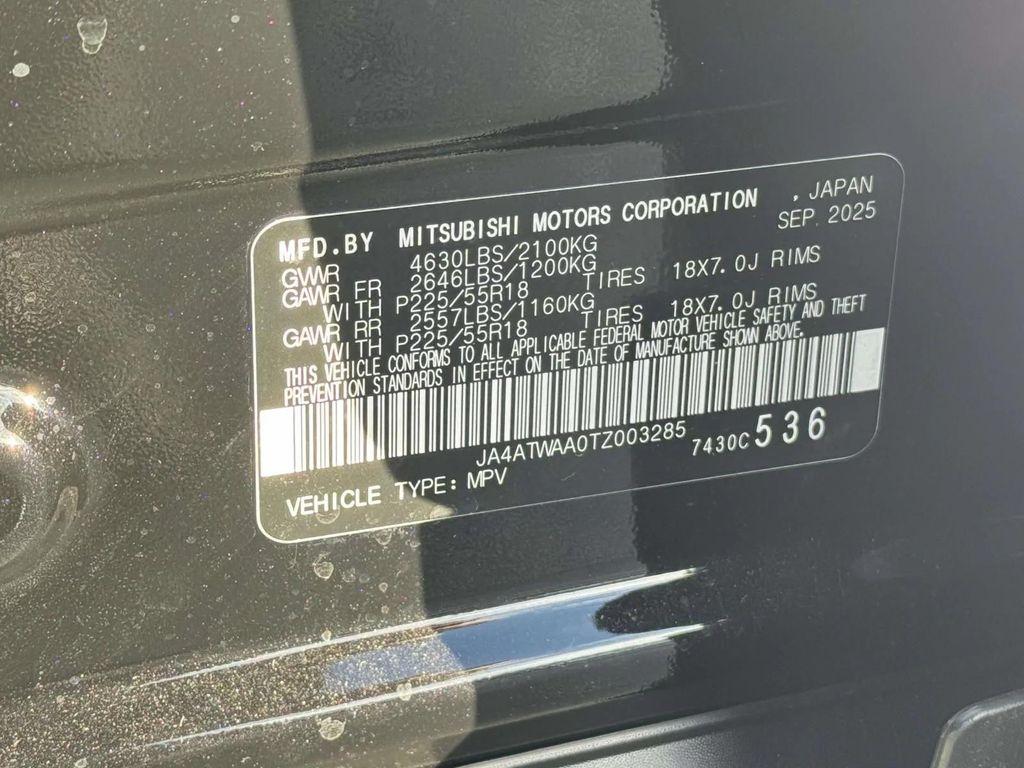 MFD.BY MITSUBISHI MOTORS CORPORATION , JAPAN
SEP. 2025
GVWR 4630LBS/2100KG
GAWR FR 2646LBS/1200KG
WITH P225/55R18 TIRES 18X7.0J RIMS
GAWR RR 2557LBS/1160KG
WITH P225/55R18 TIRES 18X7.0J RIMS
THIS VEHICLE CONFORMS TO ALL APPLICABLE FEDERAL MOTOR VEHICLE SAFETY AND THEFT
PREVENTION STANDARDS IN EFFECT ON THE DATE OF MANUFACTURE SHOWN ABOVE.
JA4ATWAA0TZ003285
7430C 536
VEHICLE TYPE: MPV